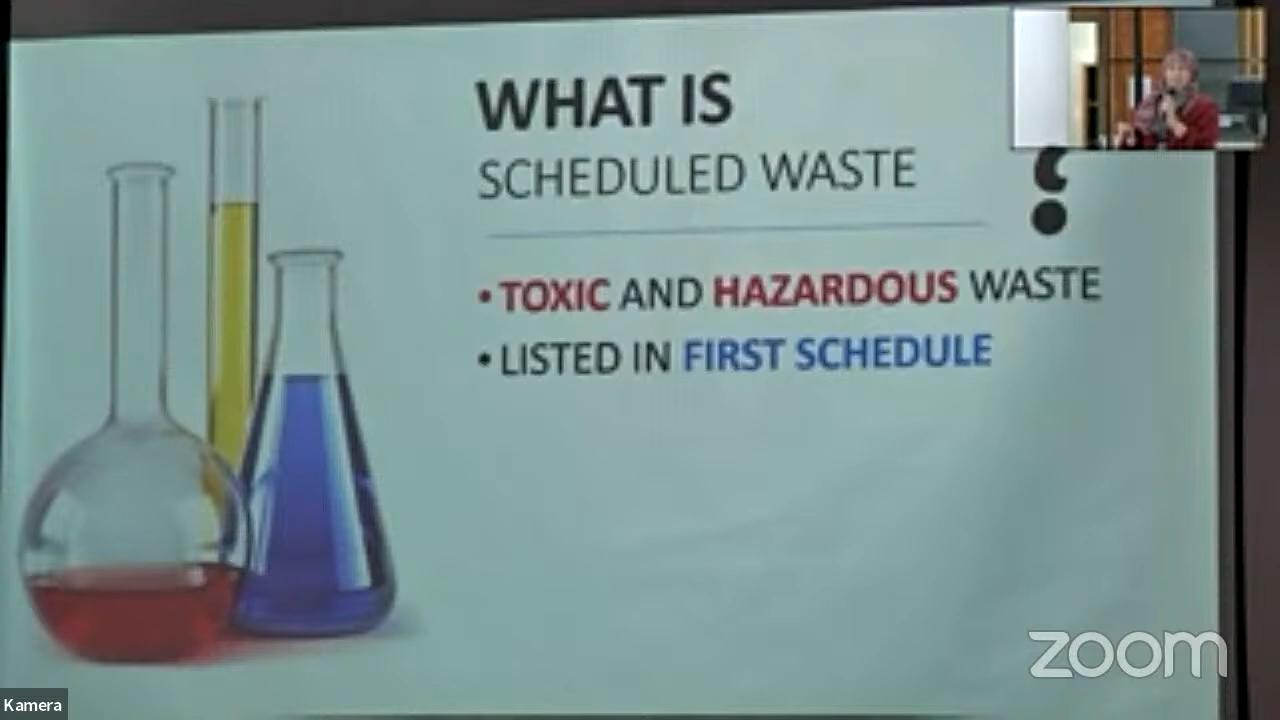 WHAT IS
SCHEDULED WASTE
?
• TOXIC AND HAZARDOUS WASTE
• LISTED IN FIRST SCHEDULE
zoom
Kamera